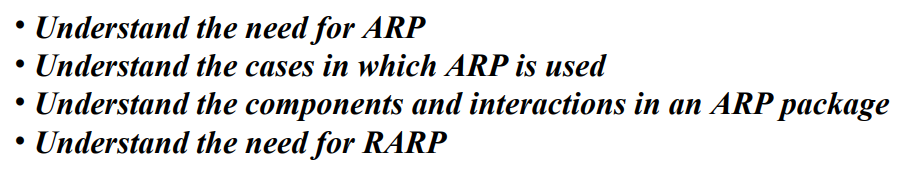 • Understand the need for ARP
• Understand the cases in which ARP is used
• Understand the components and interactions in an ARP package
• Understand the need for RARP